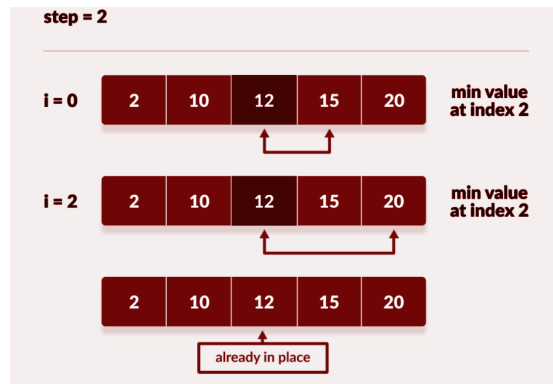 step = 2
i = 0
2 10 12 15 20
min value
at index 2
i = 2
2 10 12 15 20
min value
at index 2
2 10 12 15 20
already in place